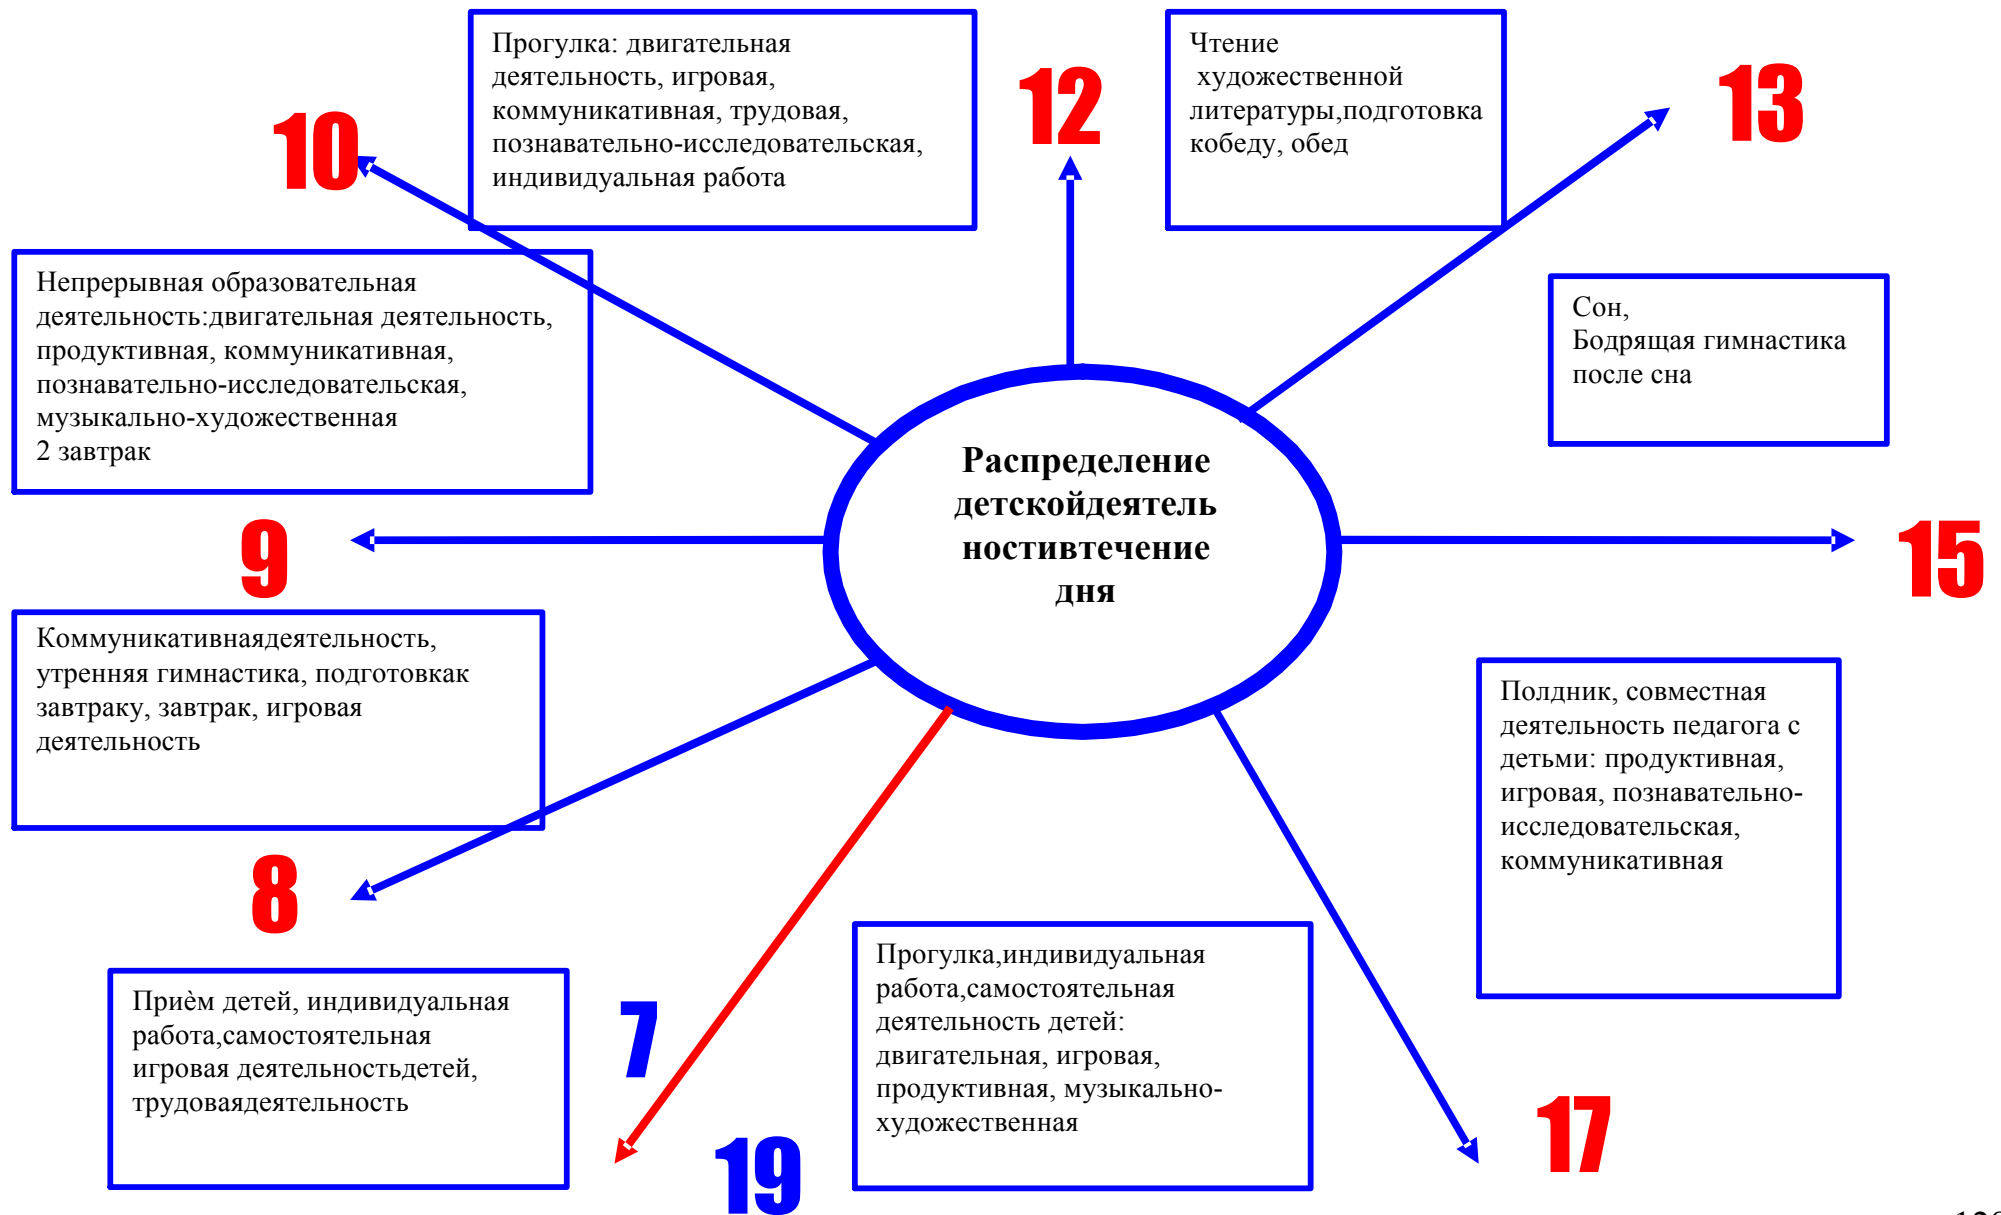 Прогулка: двигательная
деятельность, игровая,
коммуникативная, трудовая,
познавательно-исследовательская,
индивидуальная работа
12
Чтение
художественной
литературы,подготовка
кобеду, обед
13
10
Непрерывная образовательная
деятельность:двигательная деятельность,
продуктивная, коммуникативная,
познавательно-исследовательская,
музыкально-художественная
2 завтрак
Сон,
Бодрящая гимнастика
после сна
Распределение
детскойдеятель
ностивтечение
дня
9
15
Коммуникативнаядеятельность,
утренняя гимнастика, подготовкак
завтраку, завтрак, игровая
деятельность
Полдник, совместная
деятельность педагога с
детьми: продуктивная,
игровая, познавательно-
исследовательская,
коммуникативная
8
Приѐм детей, индивидуальная
работа,самостоятельная
игровая деятельностьдетей,
трудоваядеятельность
7
19
Прогулка,индивидуальная
работа,самостоятельная
деятельность детей:
двигательная, игровая,
продуктивная, музыкально-
художественная
17